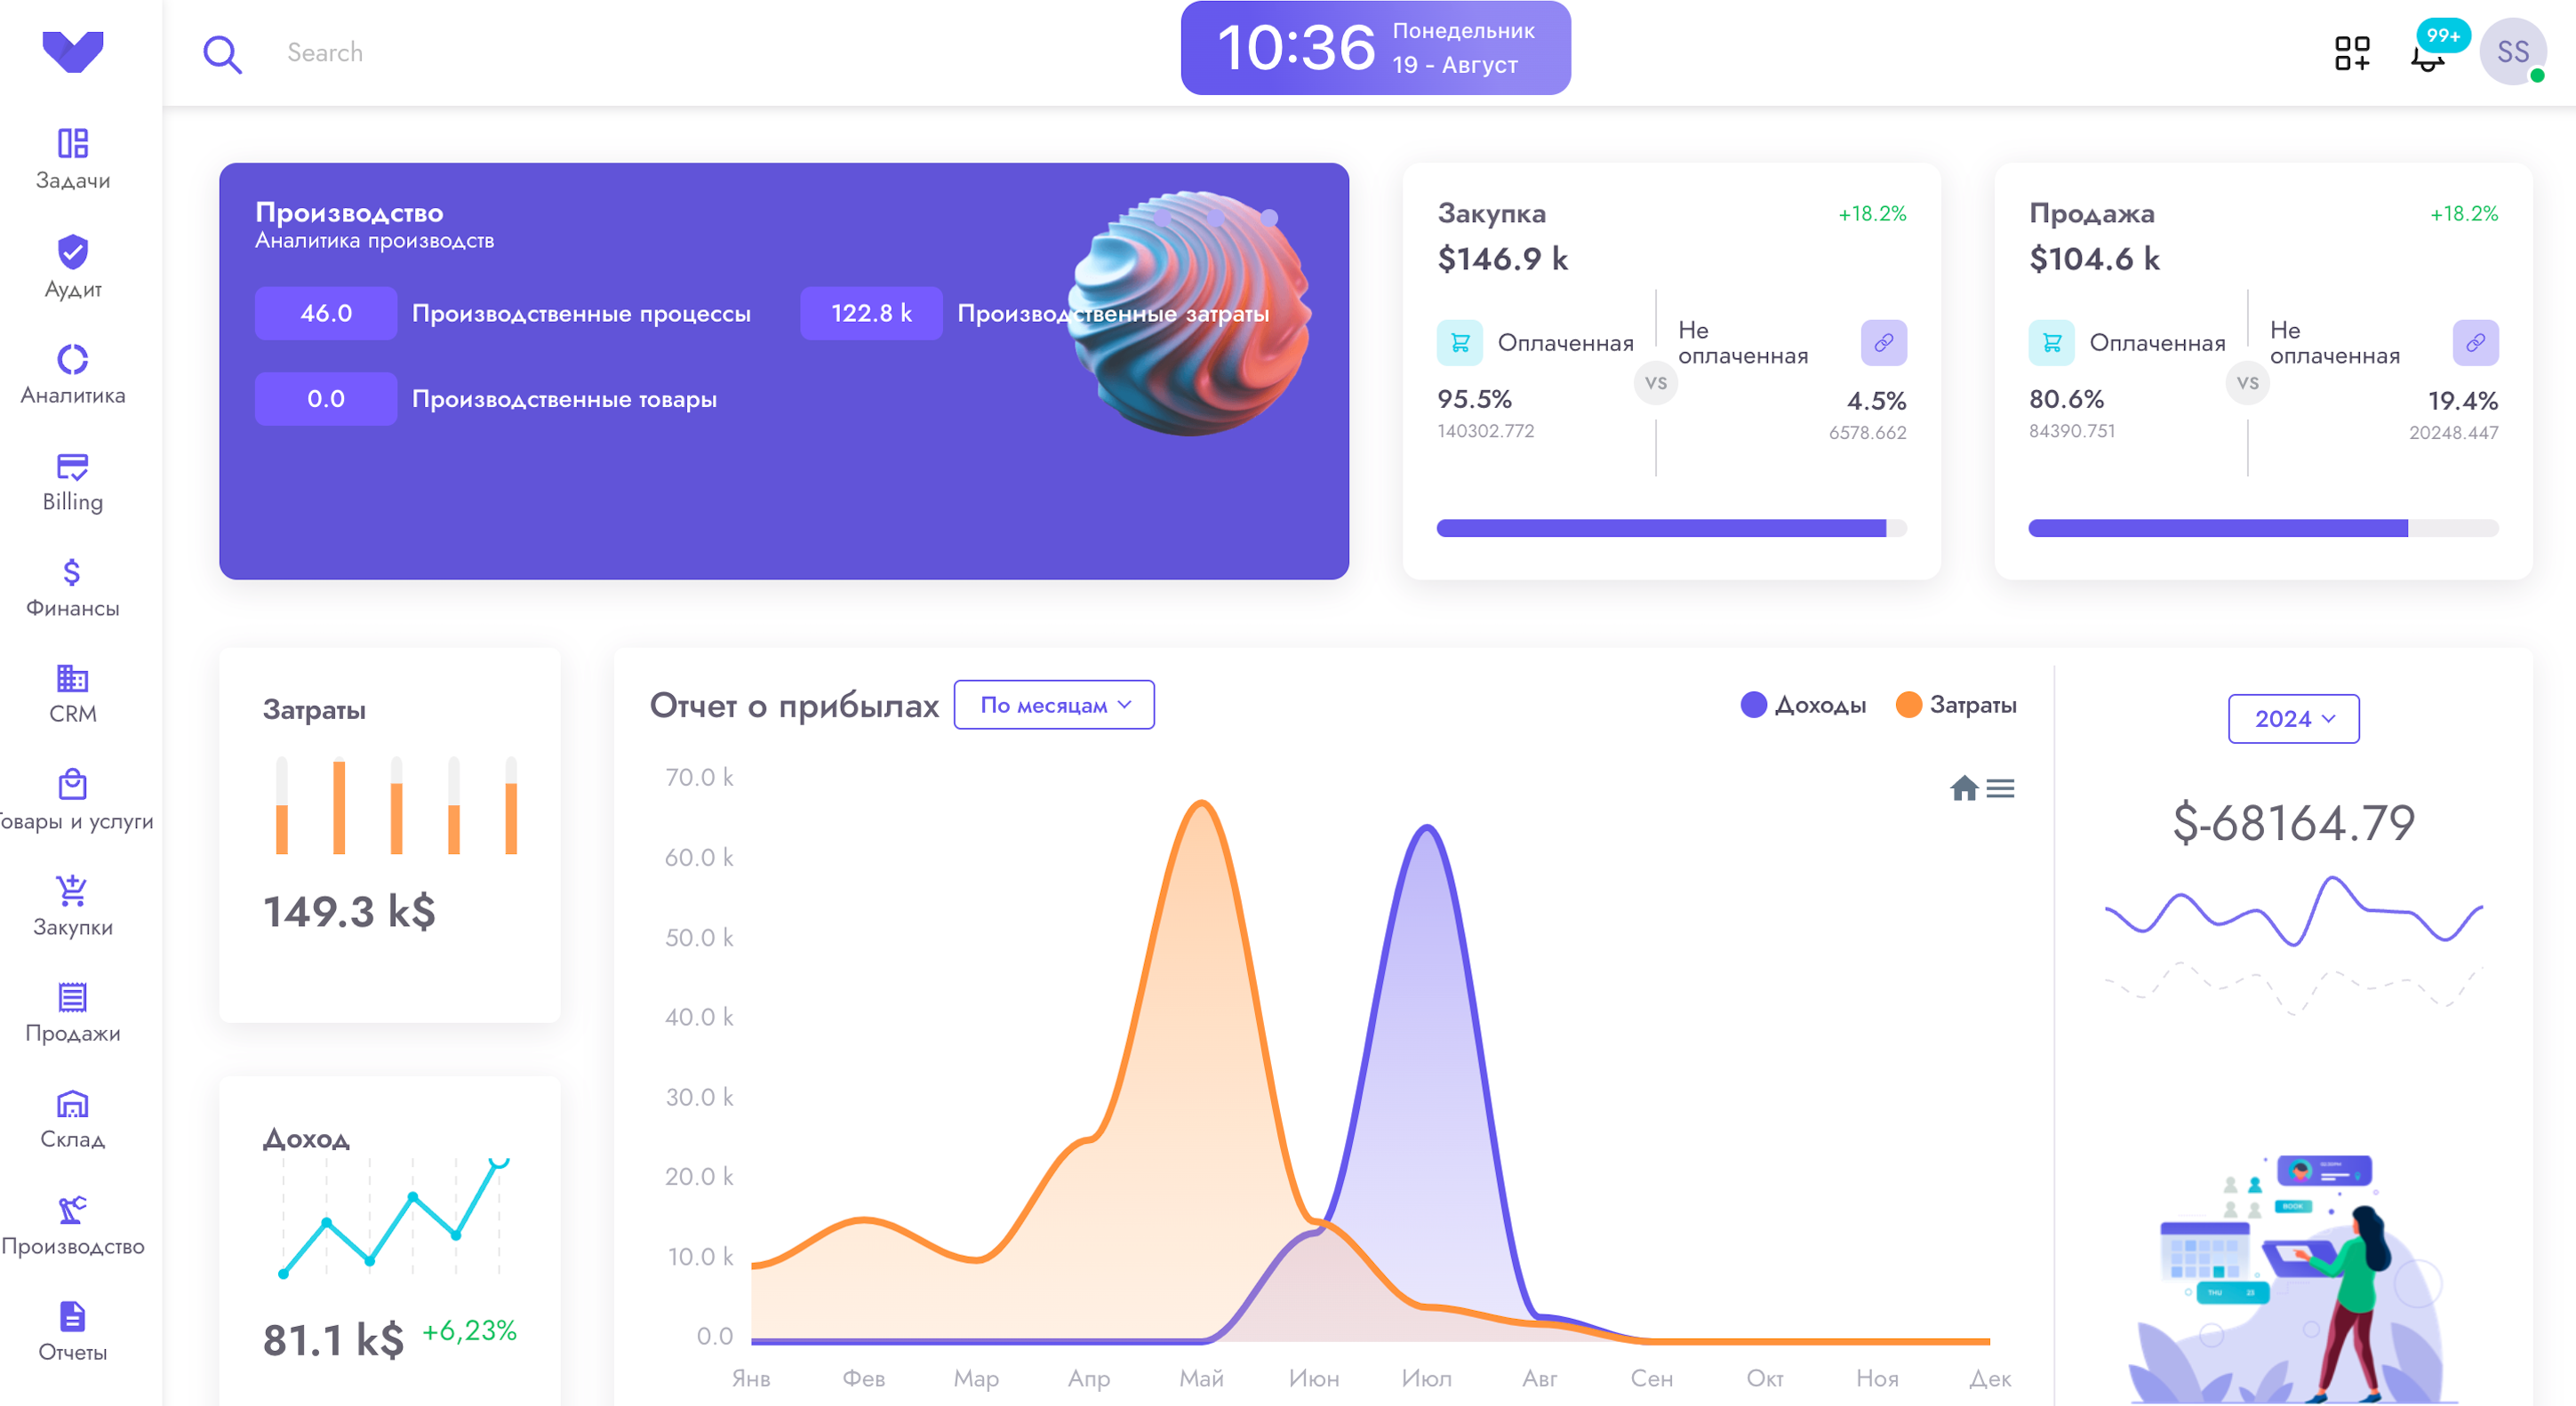 Search
10:36
Понедельник
19 - Август
99+
SS
Задачи
Аудит
Аналитика
Billing
Финансы
CRM
Товары и услуги
Закупки
Продажи
Склад
Производство
Отчеты
Производство
Аналитика производств
46.0 Производственные процессы 122.8 k Производственные затраты
0.0 Производственные товары
Закупка +18.2%
$146.9 k
Оплаченная
VS
Не
оплаченная
95.5% 4.5%
140302.772 6578.662
Продажа +18.2%
$104.6 k
Оплаченная
VS
Не
оплаченная
80.6% 19.4%
84390.751 20248.447
Затраты
149.3 k$
Доход
81.1 k$ +6,23%
Отчет о прибылах По месяцам Доходы Затраты
70.0 k
60.0 k
50.0 k
40.0 k
30.0 k
20.0 k
10.0 k
0.0
Янв Фев Мар Апр Май Июн Июл Авг Сен Окт Ноя Дек
2024
$-68164.79
BOOK
THU 23